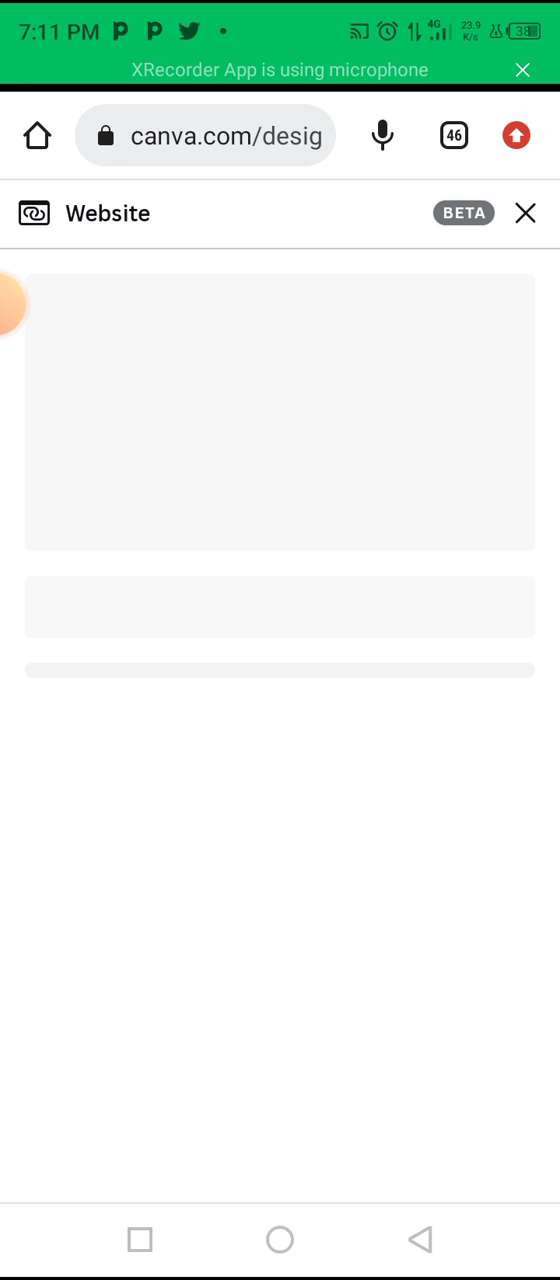 7:11 PM
4G
23.9
K/s
38
XRecorder App is using microphone
canva.com/desig
46
Website
BETA